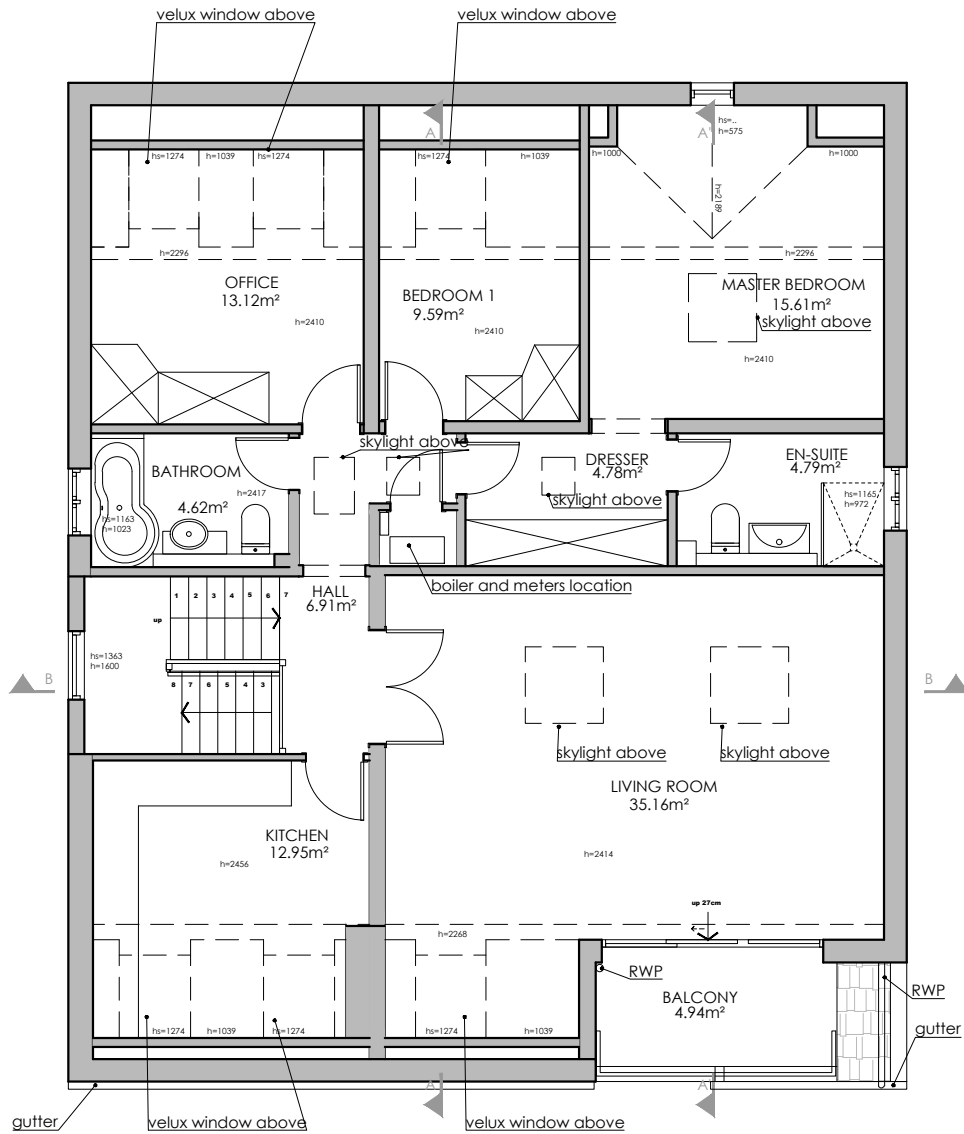 velux window above
velux window above
A
A'
hs=..
h=575
hs=1274
h=1039
hs=1274
hs=1274
h=1039
h=1000
h=1000
h=2189
h=2296
h=2296
OFFICE
13.12m²
BEDROOM 1
9.59m²
MASTER BEDROOM
15.61m²
skylight above
h=2410
h=2410
h=2410
skylight above
BATHROOM
4.62m²
h=2417
DRESSER
4.78m²
skylight above
EN-SUITE
4.79m²
hs=1165
h=972
hs=1163
h=1023
boiler and meters location
HALL
6.91m²
1 2 3 4 5 6 7
up
hs=1363
h=1600
8 7 6 5 4 3
B
B
skylight above
skylight above
LIVING ROOM
35.16m²
KITCHEN
12.95m²
h=2456
h=2414
up 27cm
h=2268
RWP
BALCONY
4.94m²
RWP
hs=1274
h=1039
hs=1274
hs=1274
h=1039
gutter
A
A'
gutter
velux window above
velux window above